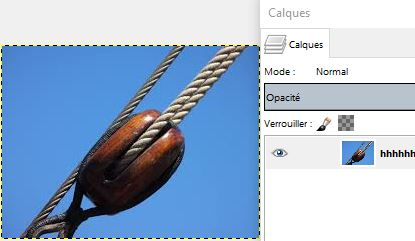 Calques
Calques
Mode : Normal
Opacité
Verrouiller :
hhhhhh